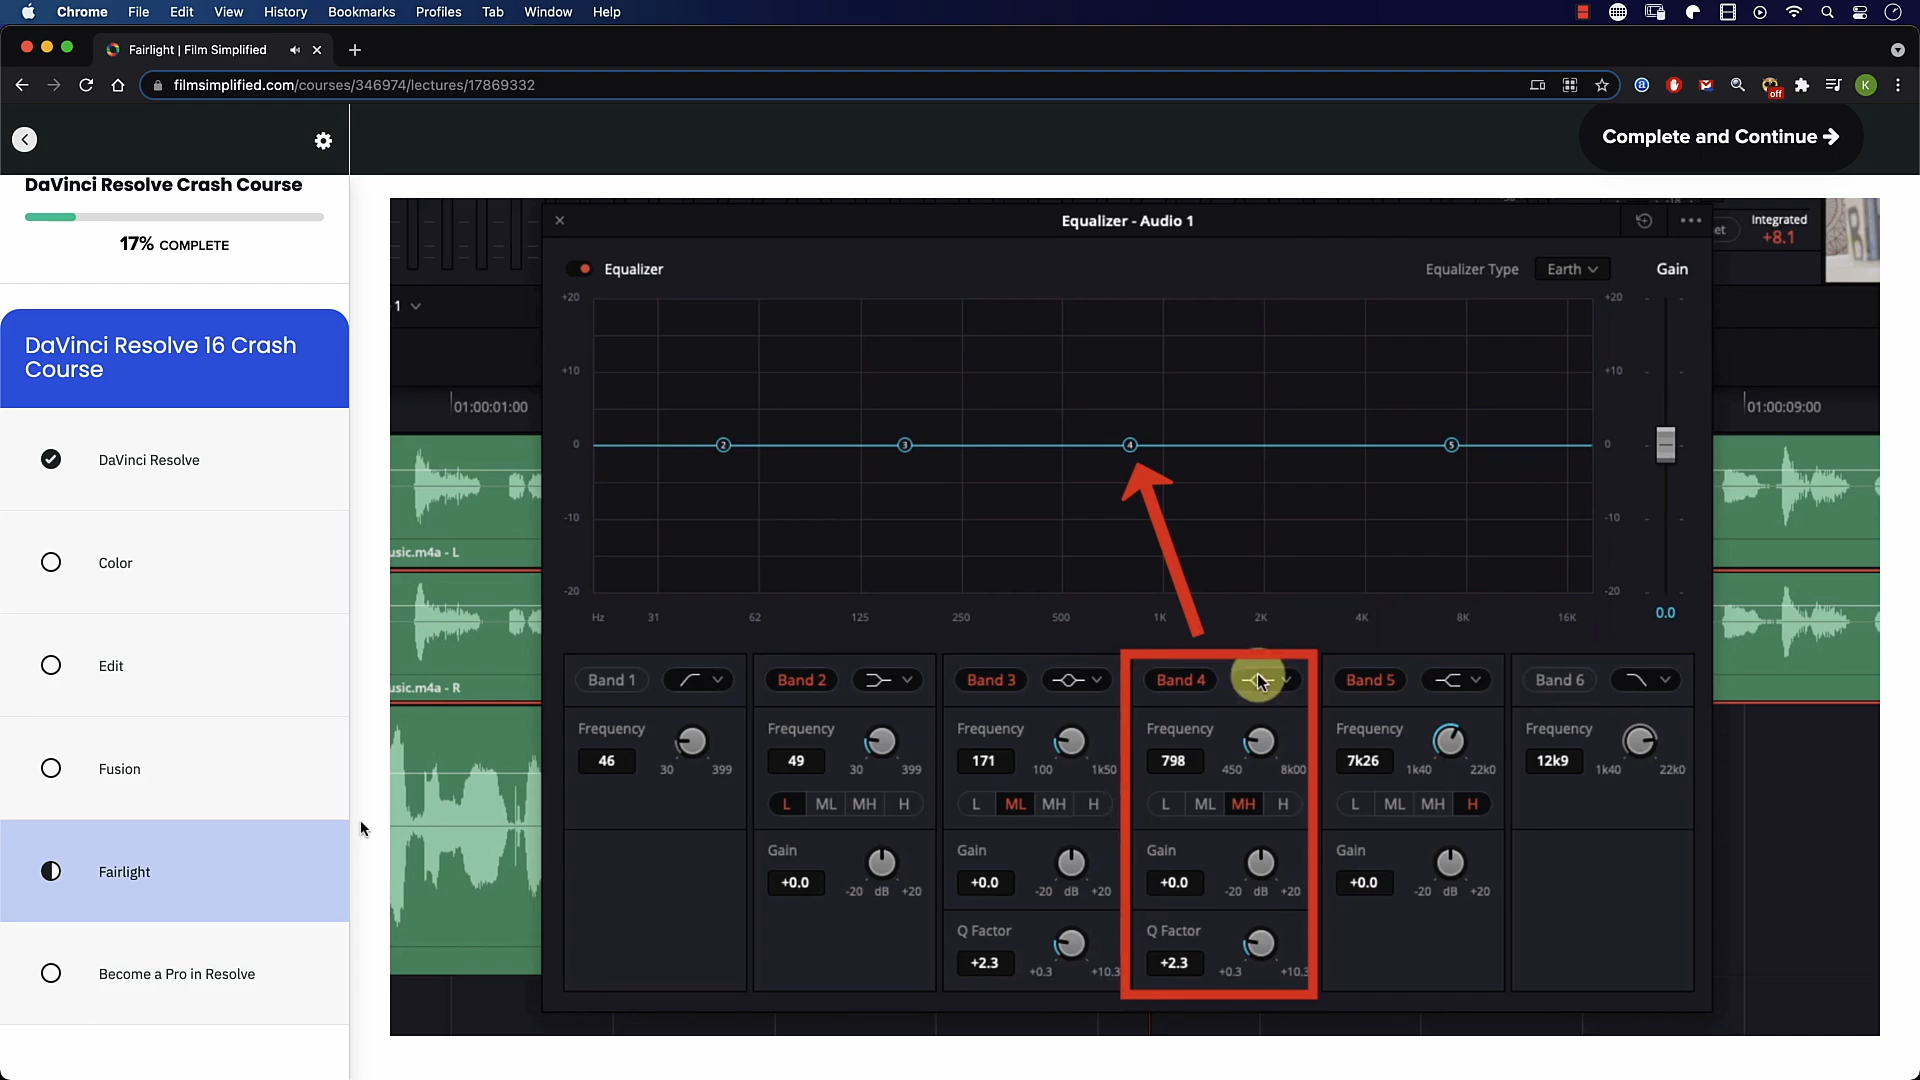 Chrome File Edit View History Bookmarks Profiles Tab Window Help
Fairlight | Film Simplified
filmsimplified.com/courses/346974/lectures/17869332
off
K
Complete and Continue
DaVinci Resolve Crash Course
17% COMPLETE
DaVinci Resolve 16 Crash
Course
DaVinci Resolve
Color
Edit
Fusion
Fairlight
Become a Pro in Resolve
Equalizer - Audio 1
Integrated
+8.1
Equalizer
Equalizer Type Earth Gain
1
01:00:01:00
01:00:09:00
+20 +20
+10 +10
0 2 3 4 5 0
-10 -10
-20 -20
Hz 31 62 125 250 500 1K 2K 4K 8K 16K 0.0
usic.m4a - L
usic.m4a - R
Band 1 Band 2 Band 3 Band 4 Band 5 Band 6
Frequency Frequency Frequency Frequency Frequency Frequency
46 30 399 49 30 399 171 100 1k50 798 450 8k00 7k26 1k40 22k0 12k9 1k40 22k0
L ML MH H L ML MH H L ML MH H L ML MH H
Gain Gain Gain Gain
+0.0 -20 dB +20 +0.0 -20 dB +20 +0.0 -20 dB +20 +0.0 -20 dB +20
Q Factor Q Factor
+2.3 +0.3 +10.3 +2.3 +0.3 +10.3